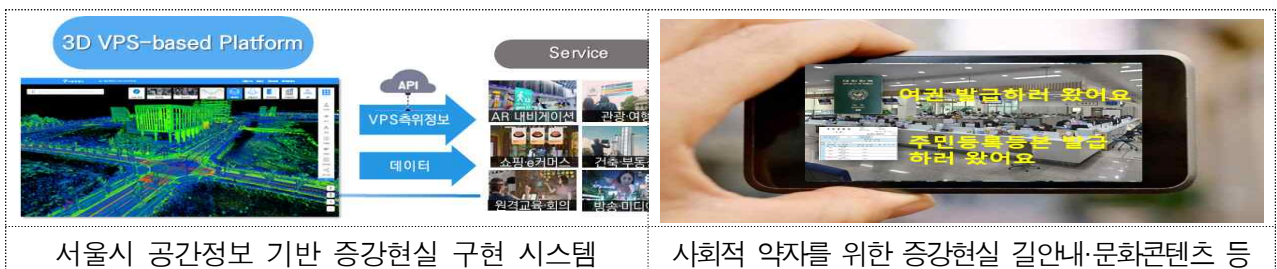 3D VPS-based Platform
Service
API
VPS측위정보
데이터
AR 내비게이션
관광·여행
쇼핑·e커머스
건축·부동
원격교육·회의
방송·미디어
여권 발급하러 왔어요
주민등록등본 발급
하러 왔어요
서울시 공간정보 기반 증강현실 구현 시스템
사회적 약자를 위한 증강현실 길안내·문화콘텐츠 등